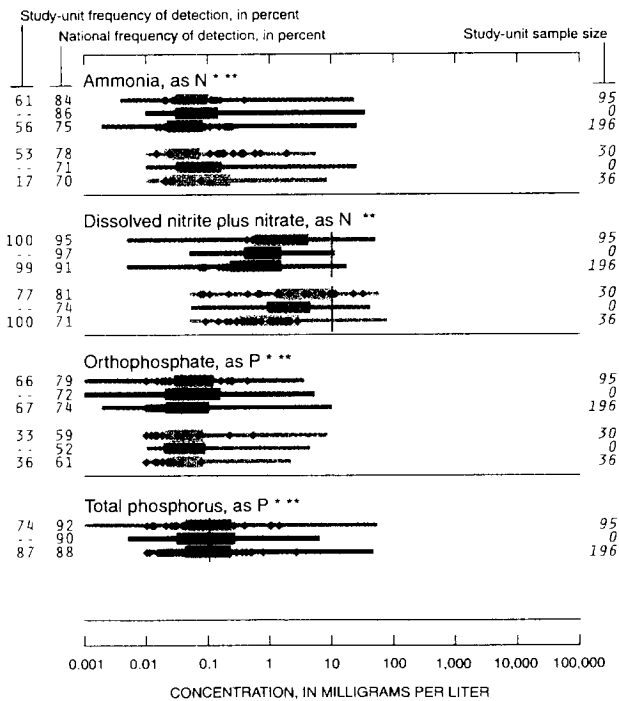 Study-unit frequency of detection, in percent
National frequency of detection, in percent
Study-unit sample size
Ammonia, as N * **
61 84 95
-- 86 0
56 75 196
53 78 30
-- 71 0
17 70 36
Dissolved nitrite plus nitrate, as N **
100 95 95
-- 97 0
99 91 196
77 81 30
-- 74 0
100 71 36
Orthophosphate, as P * **
66 79 95
-- 72 0
67 74 196
33 59 30
-- 52 0
36 61 36
Total phosphorus, as P * **
74 92 95
-- 90 0
87 88 196
0.001 0.01 0.1 1 10 100 1,000 10,000 100,000
CONCENTRATION, IN MILLIGRAMS PER LITER